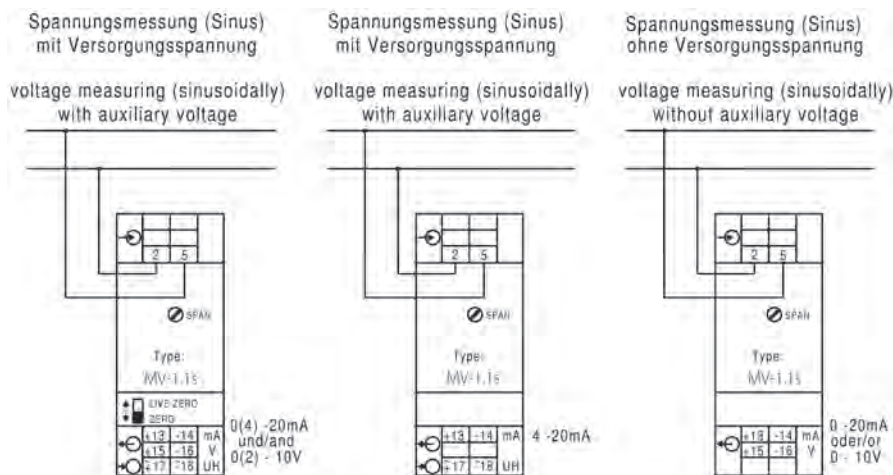 Spannungsmessung (Sinus)
mit Versorgungsspannung
voltage measuring (sinusoidally)
with auxiliary voltage
2 5
SPAN
Type:
MV-1.1s
LIVE-ZERO
ZERO
+13 -14 mA
+15 -16 V
+17 -18 UH
0(4) -20mA
und/and
0(2) - 10V
Spannungsmessung (Sinus)
mit Versorgungsspannung
voltage measuring (sinusoidally)
with auxiliary voltage
2 5
SPAN
Type:
MV-1.1s
+13 -14 mA
+17 -18 UH
4 -20mA
Spannungsmessung (Sinus)
ohne Versorgungsspannung
voltage measuring (sinusoidally)
without auxiliary voltage
2 5
SPAN
Type:
MV-1.1s
-14 mA
+15 -16 V
0 -20mA
oder/or
0 - 10V